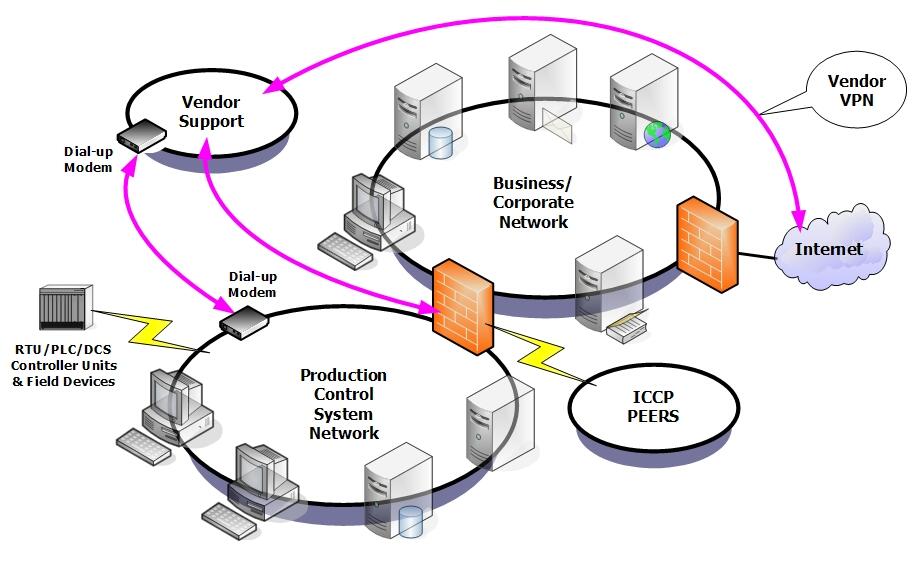 Vendor
Support
Dial-up
Modem
Vendor
VPN
Business/
Corporate
Network
Internet
Dial-up
Modem
RTU/PLC/DCS
Controller Units
& Field Devices
Production
Control
System
Network
ICCP
PEERS